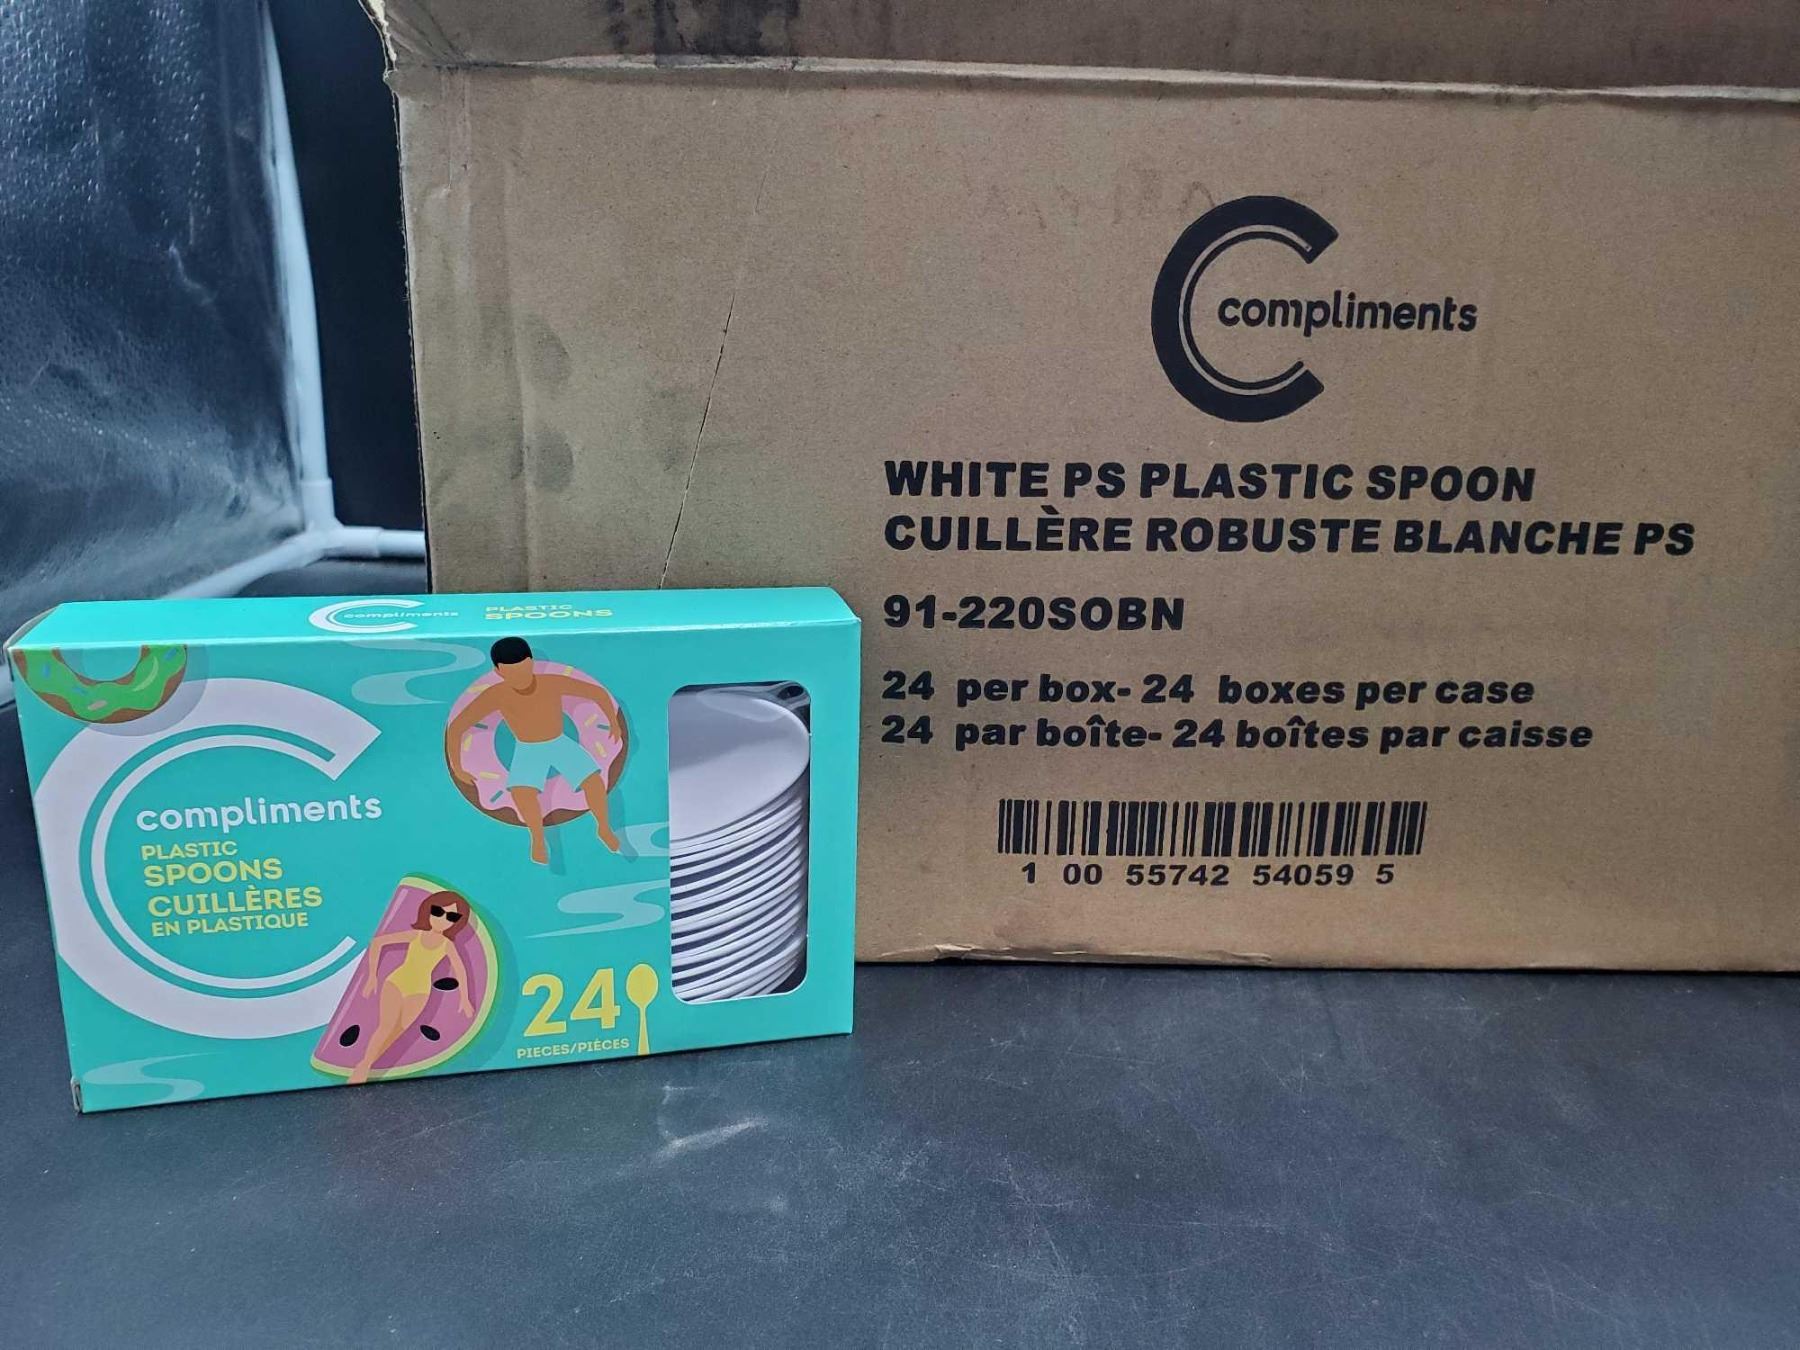 compliments
WHITE PS PLASTIC SPOON
CUILLÈRE ROBUSTE BLANCHE PS
91-220SOBN
24 per box- 24 boxes per case
24 par boîte- 24 boîtes par caisse
1 00 55742 54059 5
compliments
PLASTIC
SPOONS
compliments
PLASTIC
SPOONS
CUILLÈRES
EN PLASTIQUE
24
PIECES/PIÈCES